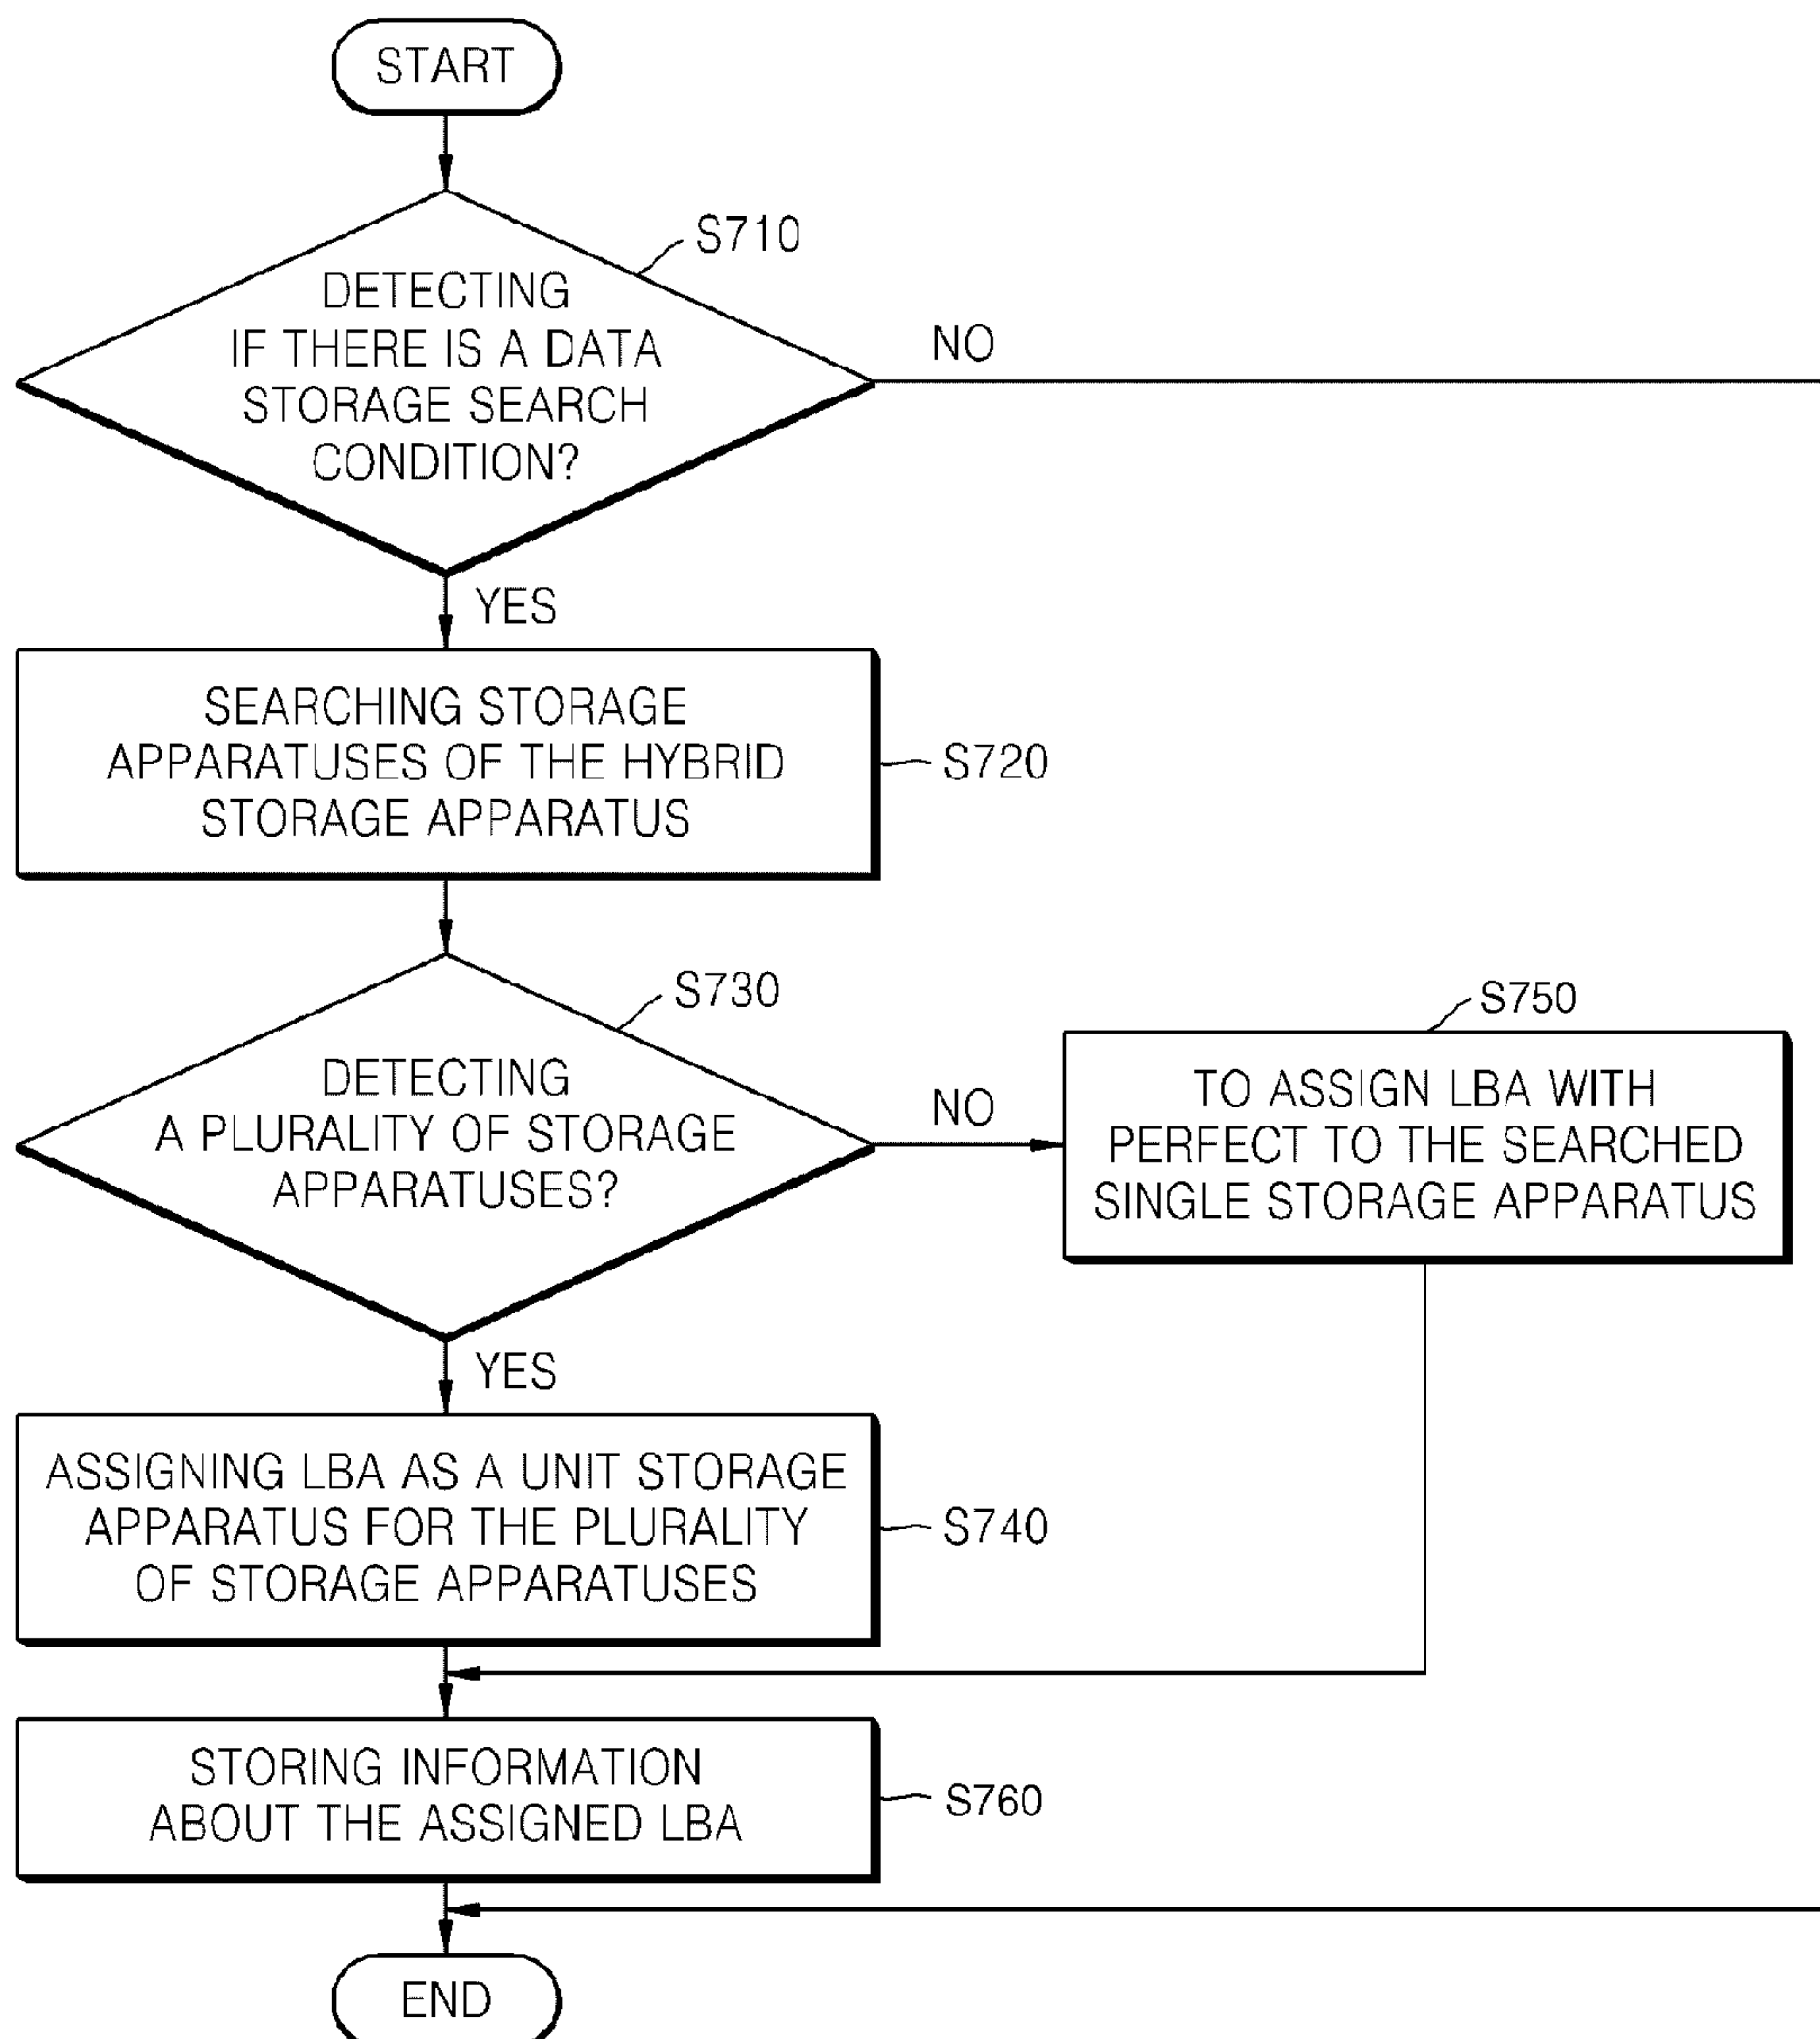 START
S710
DETECTING
IF THERE IS A DATA
STORAGE SEARCH
CONDITION?
NO
YES
SEARCHING STORAGE
APPARATUSES OF THE HYBRID
STORAGE APPARATUS
S720
S730
DETECTING
A PLURALITY OF STORAGE
APPARATUSES?
NO
S750
TO ASSIGN LBA WITH
PERFECT TO THE SEARCHED
SINGLE STORAGE APPARATUS
YES
ASSIGNING LBA AS A UNIT STORAGE
APPARATUS FOR THE PLURALITY
OF STORAGE APPARATUSES
S740
STORING INFORMATION
ABOUT THE ASSIGNED LBA
S760
END